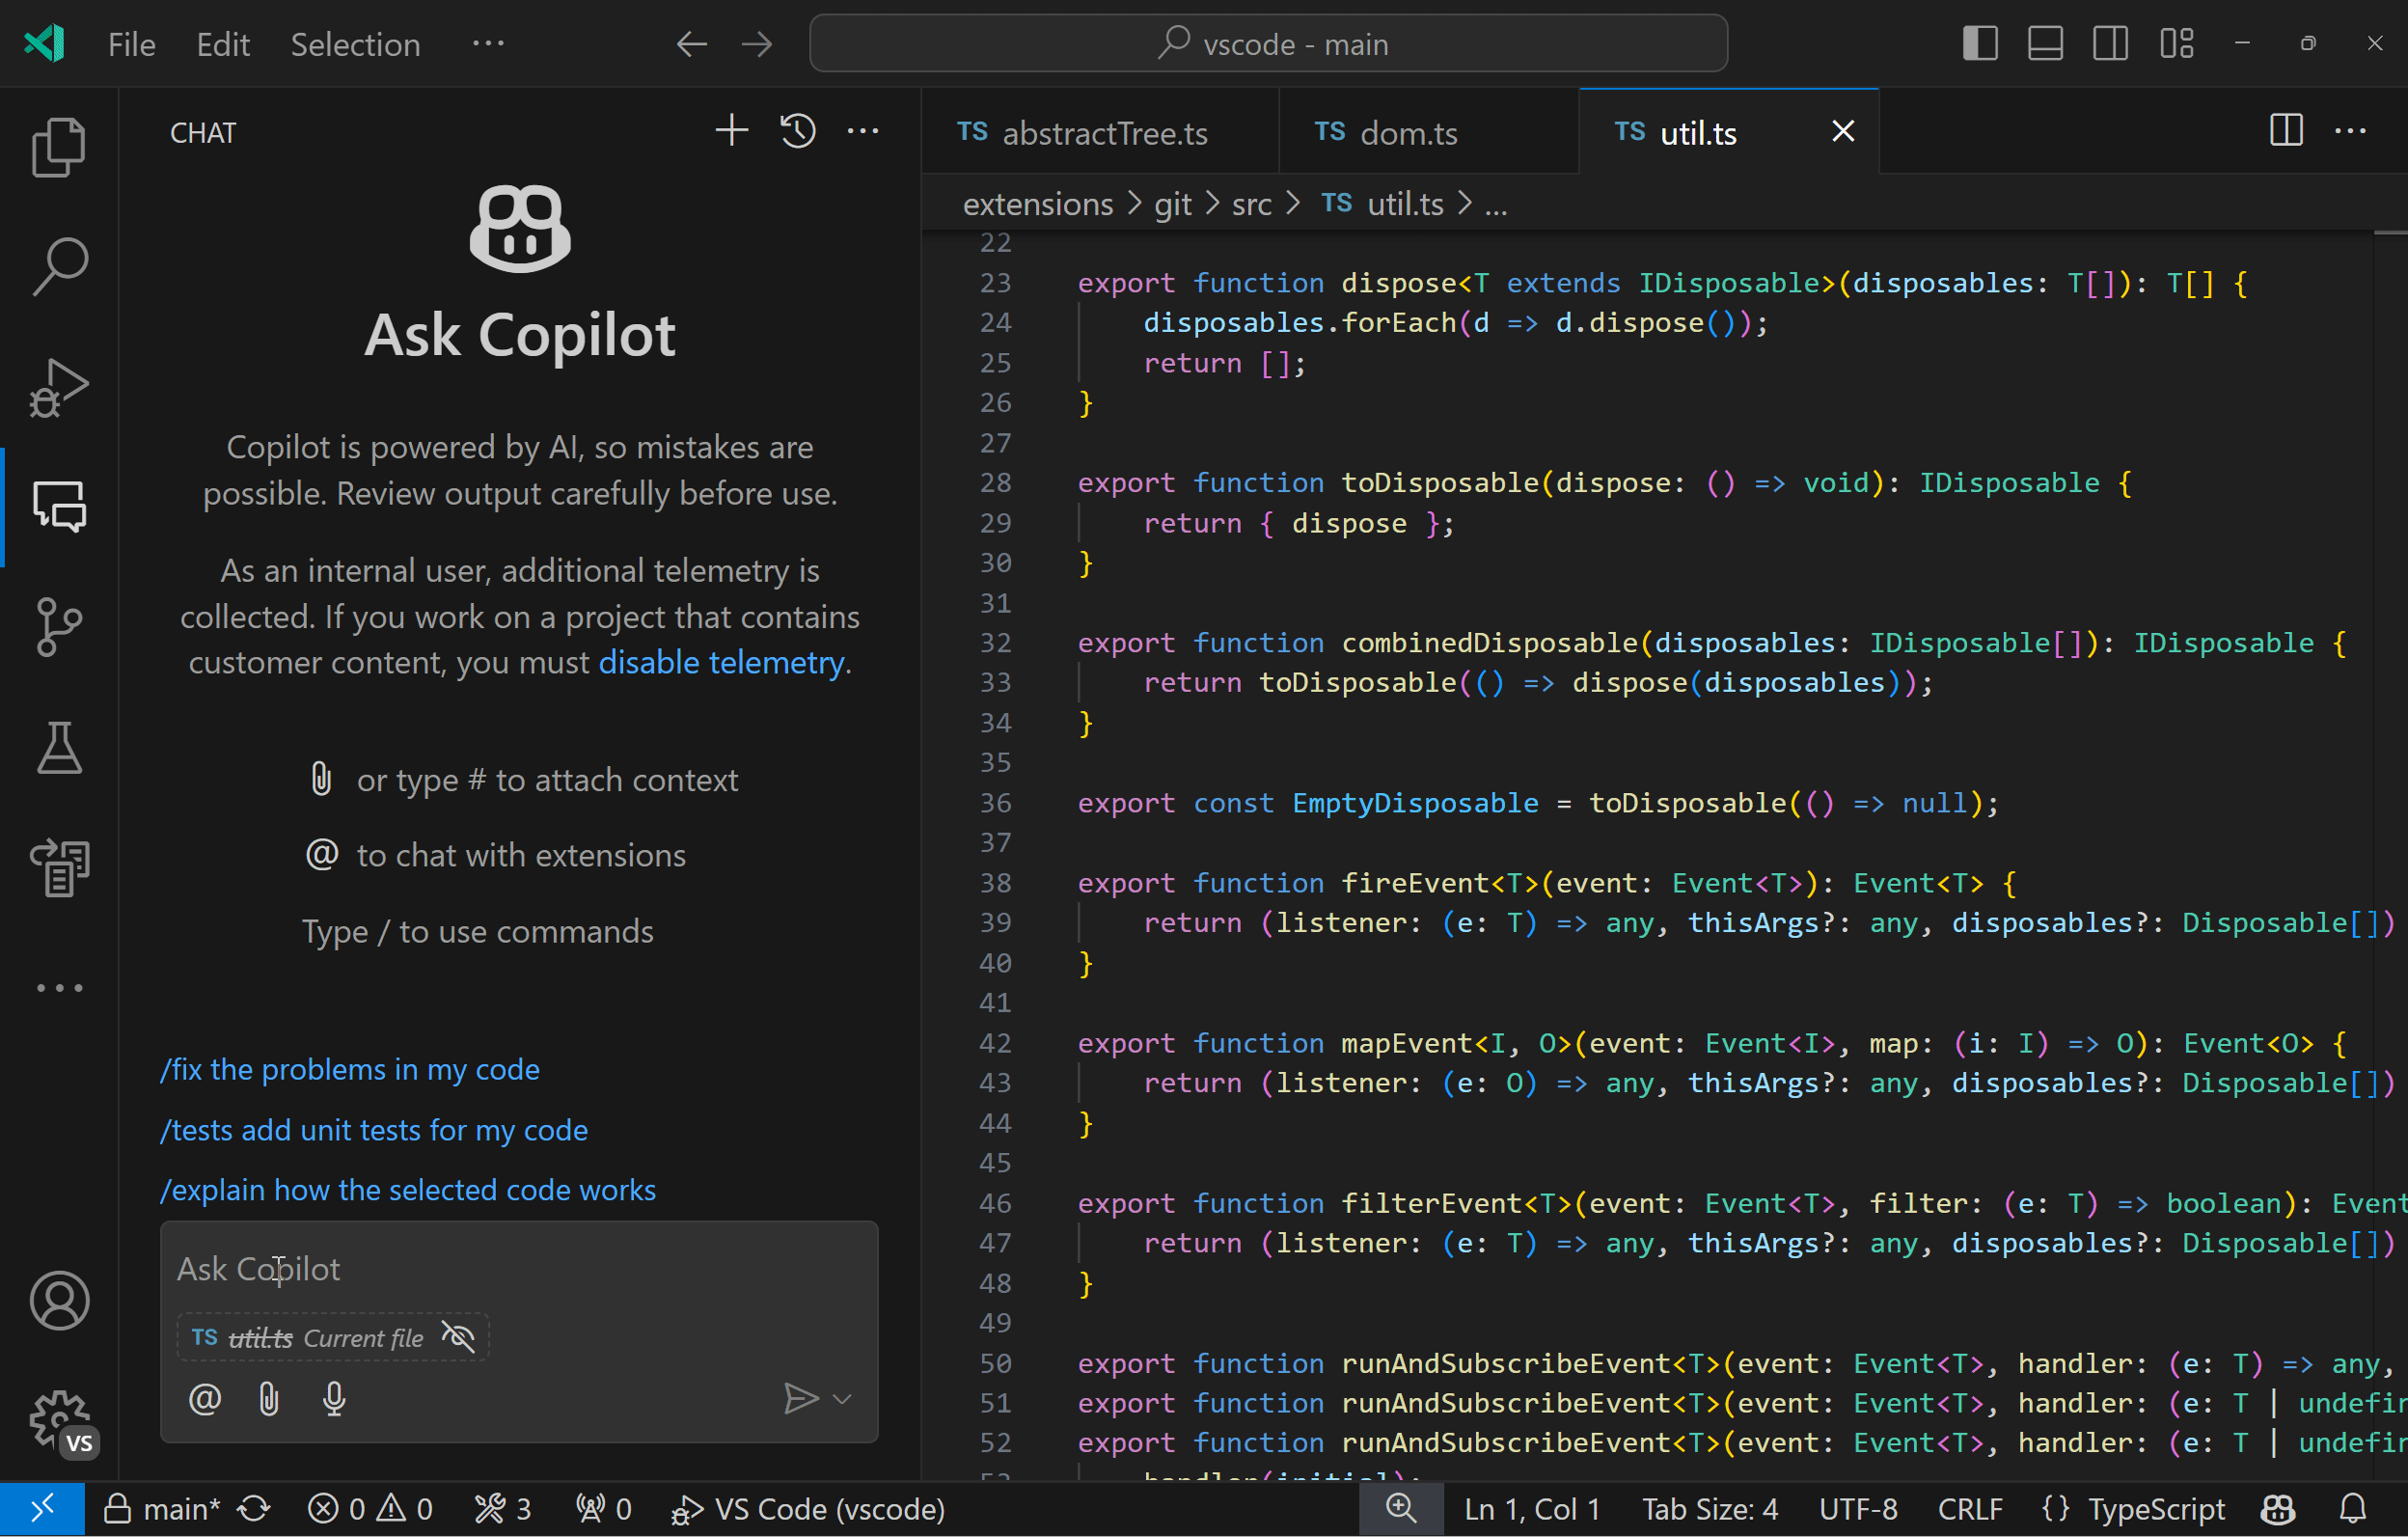 File Edit Selection ···
vscode - main
CHAT
Ask Copilot
Copilot is powered by AI, so mistakes are
possible. Review output carefully before use.
As an internal user, additional telemetry is
collected. If you work on a project that contains
customer content, you must disable telemetry.
or type # to attach context
@ to chat with extensions
Type / to use commands
/fix the problems in my code
/tests add unit tests for my code
/explain how the selected code works
Ask Copilot
TS util.ts Current file
@
VS
TS abstractTree.ts TS dom.ts TS util.ts
extensions > git > src > TS util.ts > ...
22
23 export function dispose<T extends IDisposable>(disposables: T[]): T[] {
24 disposables.forEach(d => d.dispose());
25 return [];
26 }
27
28 export function toDisposable(dispose: () => void): IDisposable {
29 return { dispose };
30 }
31
32 export function combinedDisposable(disposables: IDisposable[]): IDisposable {
33 return toDisposable(() => dispose(disposables));
34 }
35
36 export const EmptyDisposable = toDisposable(() => null);
37
38 export function fireEvent<T>(event: Event<T>): Event<T> {
39 return (listener: (e: T) => any, thisArgs?: any, disposables?: Disposable[])
40 }
41
42 export function mapEvent<I, O>(event: Event<I>, map: (i: I) => O): Event<O> {
43 return (listener: (e: O) => any, thisArgs?: any, disposables?: Disposable[])
44 }
45
46 export function filterEvent<T>(event: Event<T>, filter: (e: T) => boolean): Event
47 return (listener: (e: T) => any, thisArgs?: any, disposables?: Disposable[])
48 }
49
50 export function runAndSubscribeEvent<T>(event: Event<T>, handler: (e: T) => any,
51 export function runAndSubscribeEvent<T>(event: Event<T>, handler: (e: T |
52 export function runAndSubscribeEvent<T>(event: Event<T>, handler: (e: T |
53 handler(initial);
main* 0 0 3 0 VS Code (vscode) Ln 1, Col 1 Tab Size: 4 UTF-8 CRLF {} TypeScript